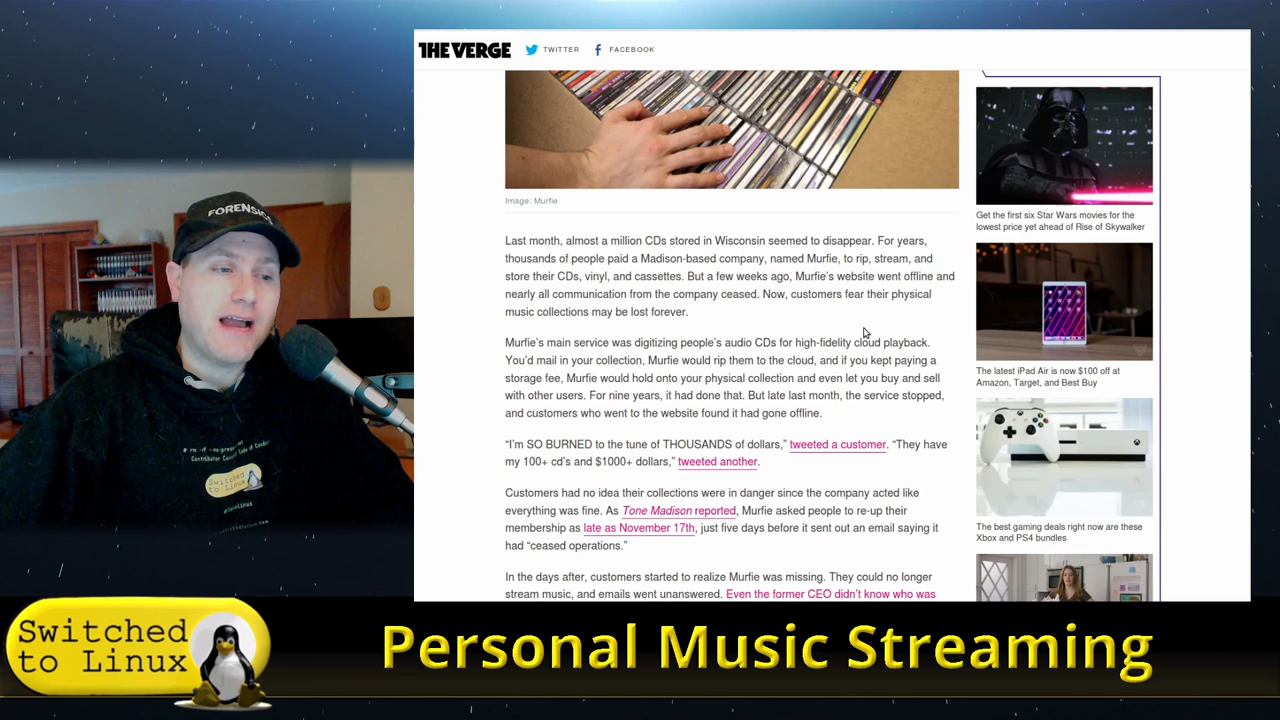 THE VERGE
TWITTER
FACEBOOK
Image: Murfie
Last month, almost a million CDs stored in Wisconsin seemed to disappear. For years,
thousands of people paid a Madison-based company, named Murfie, to rip, stream, and
store their CDs, vinyl, and cassettes. But a few weeks ago, Murfie's website went offline and
nearly all communication from the company ceased. Now, customers fear their physical
music collections may be lost forever.
Murfie's main service was digitizing people's audio CDs for high-fidelity cloud playback.
You'd mail in your collection, Murfie would rip them to the cloud, and if you kept paying a
storage fee, Murfie would hold onto your physical collection and even let you buy and sell
with other users. For nine years, it had done that. But late last month, the service stopped,
and customers who went to the website found it had gone offline.
“I'm SO BURNED to the tune of THOUSANDS of dollars,” tweeted a customer. “They have
my 100+ cd's and $1000+ dollars,” tweeted another.
Customers had no idea their collections were in danger since the company acted like
everything was fine. As Tone Madison reported, Murfie asked people to re-up their
membership as late as November 17th, just five days before it sent out an email saying it
had “ceased operations.”
In the days after, customers started to realize Murfie was missing. They could no longer
stream music, and emails went unanswered. Even the former CEO didn't know who was
Get the first six Star Wars movies for the
lowest price yet ahead of Rise of Skywalker
The latest iPad Air is now $100 off at
Amazon, Target, and Best Buy
The best gaming deals right now are these
Xbox and PS4 bundles
FORENSIC
# rm -rf
Switched
to Linux
Switched
to Linux
Personal Music Streaming